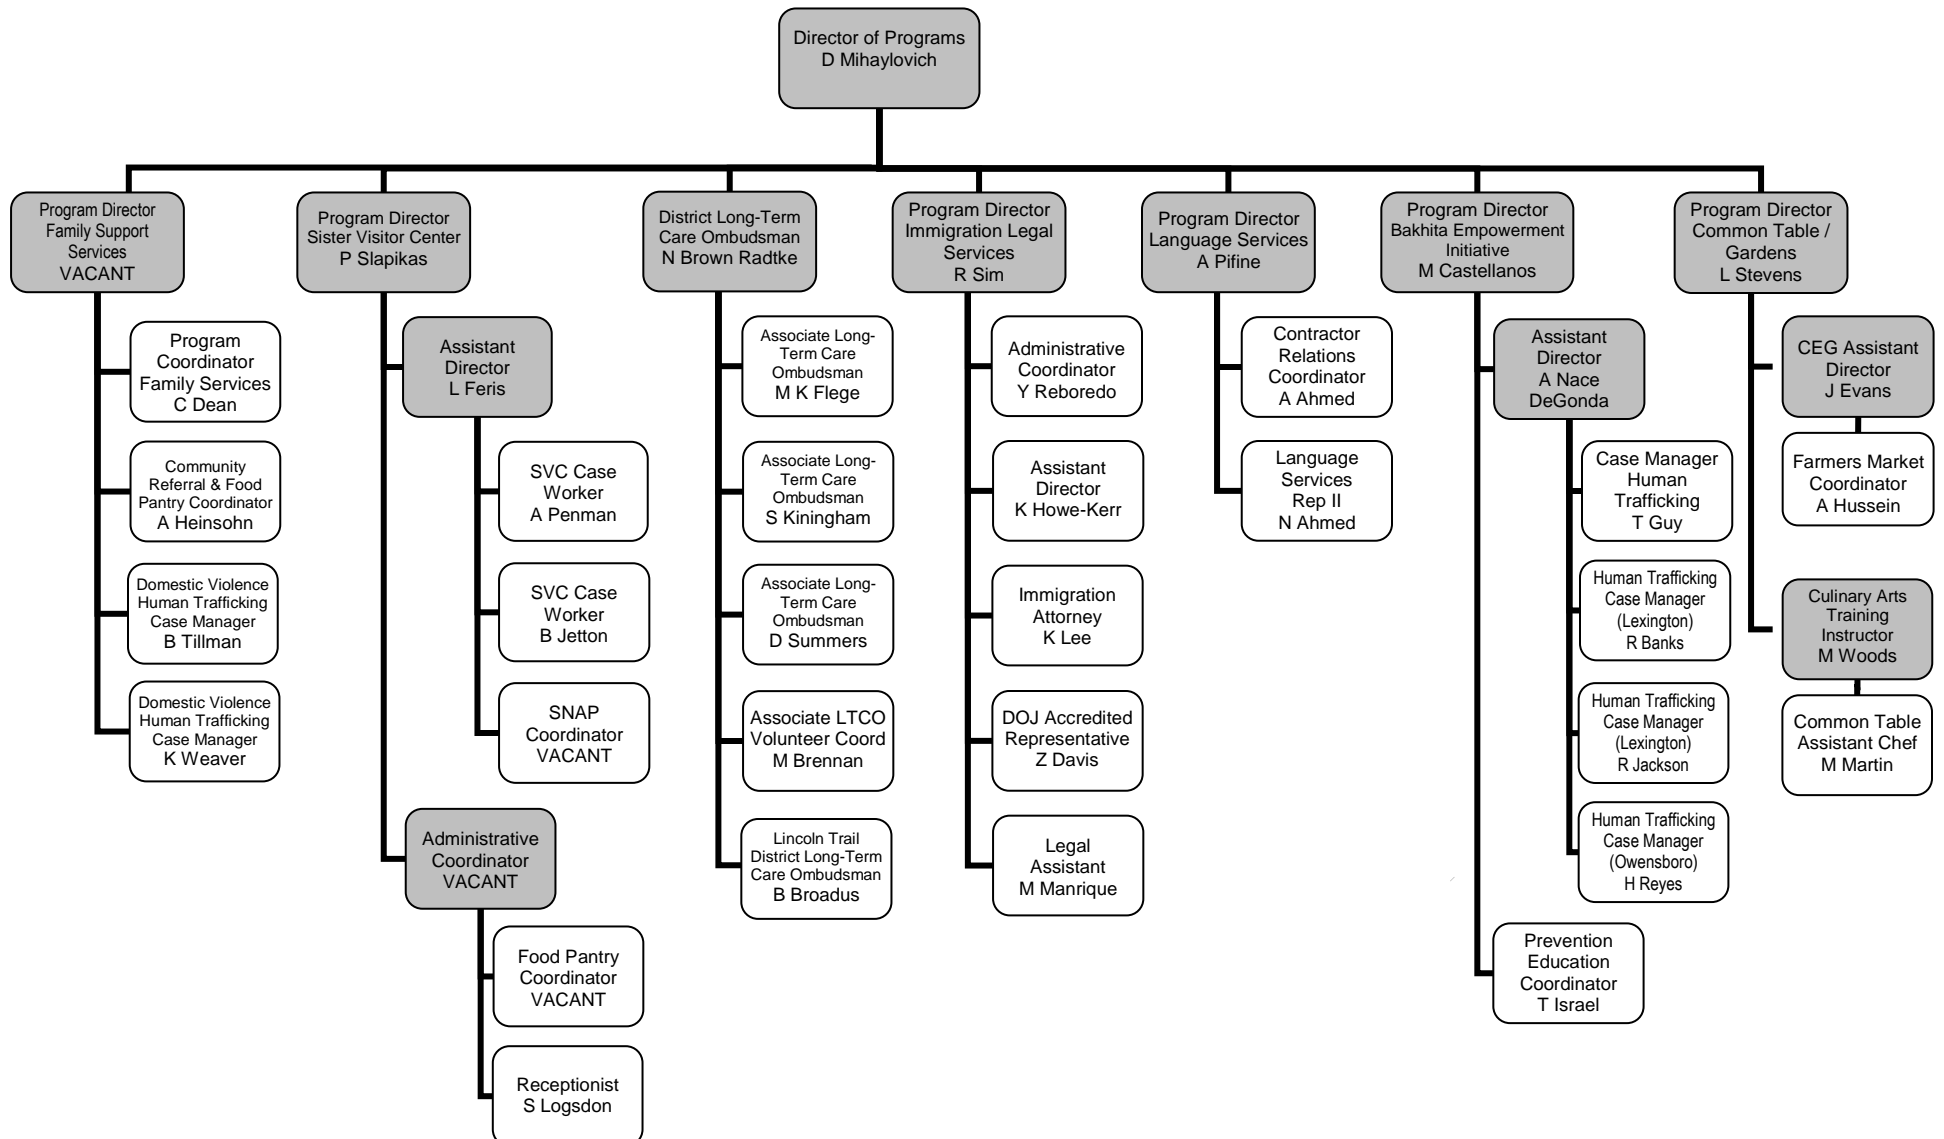 Director of Programs
D Mihaylovich
Program Director
Family Support
Services
VACANT
Program Coordinator
Family Services
C Dean
Community
Referral & Food
Pantry Coordinator
A Heinsohn
Domestic Violence
Human Trafficking
Case Manager
B Tillman
Domestic Violence
Human Trafficking
Case Manager
K Weaver
Program Director
Sister Visitor Center
P Slapikas
Assistant
Director
L Feris
SVC Case
Worker
A Penman
SVC Case
Worker
B Jetton
SNAP
Coordinator
VACANT
Administrative
Coordinator
VACANT
Food Pantry
Coordinator
VACANT
Receptionist
S Logsdon
District Long-Term
Care Ombudsman
N Brown Radtke
Associate Long-
Term Care
Ombudsman
M K Flege
Associate Long-
Term Care
Ombudsman
S Kiningham
Associate Long-
Term Care
Ombudsman
D Summers
Associate LTCO
Volunteer Coord
M Brennan
Lincoln Trail
District Long-Term
Care Ombudsman
B Broadus
Program Director
Immigration Legal
Services
R Sim
Administrative
Coordinator
Y Reboredo
Assistant
Director
K Howe-Kerr
Immigration
Attorney
K Lee
DOJ Accredited
Representative
Z Davis
Legal
Assistant
M Manrique
Program Director
Language Services
A Pifine
Contractor
Relations
Coordinator
A Ahmed
Language
Services
Rep II
N Ahmed
Program Director
Bakhita Empowerment
Initiative
M Castellanos
Assistant
Director
A Nace
DeGonda
Case Manager
Human
Trafficking
T Guy
Human Trafficking
Case Manager
(Lexington)
R Banks
Human Trafficking
Case Manager
(Lexington)
R Jackson
Human Trafficking
Case Manager
(Owensboro)
H Reyes
Prevention
Education
Coordinator
T Israel
Program Director
Common Table /
Gardens
L Stevens
CEG Assistant
Director
J Evans
Farmers Market
Coordinator
A Hussein
Culinary Arts
Training
Instructor
M Woods
Common Table
Assistant Chef
M Martin